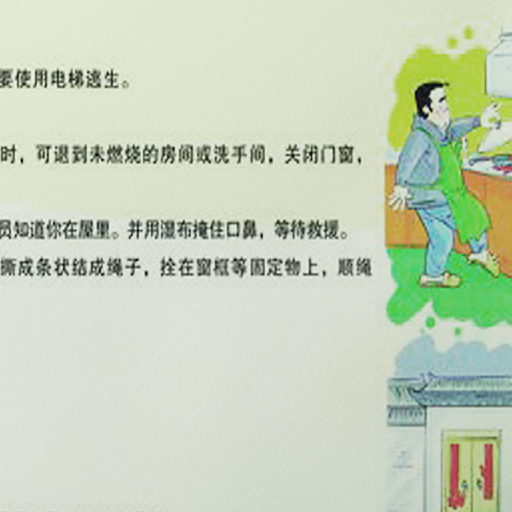 要使用电梯逃生。
时，可退到未燃烧的房间或洗手间，关闭门窗，
员知道你在屋里。并用湿布掩住口鼻，等待救援。
撕成条状结成绳子，拴在窗框等固定物上，顺绳